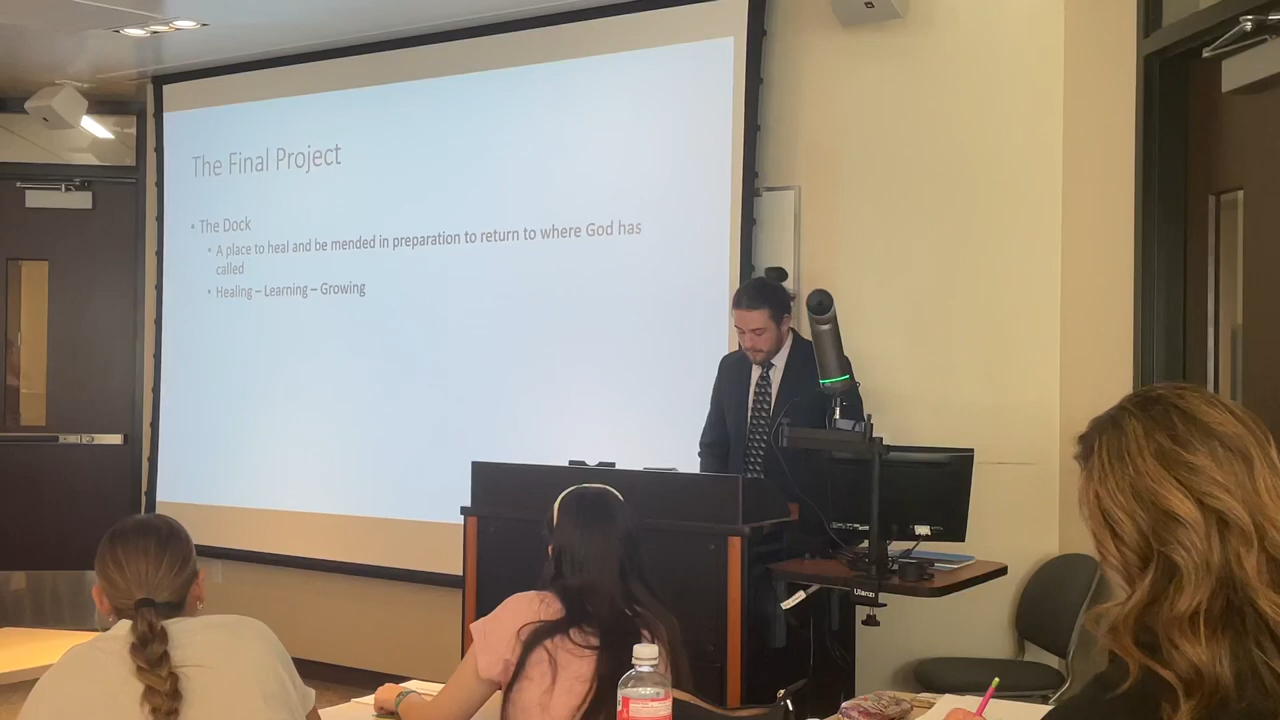 The Final Project
• The Dock
• A place to heal and be mended in preparation to return to where God has
called
• Healing – Learning – Growing
Ulanzi